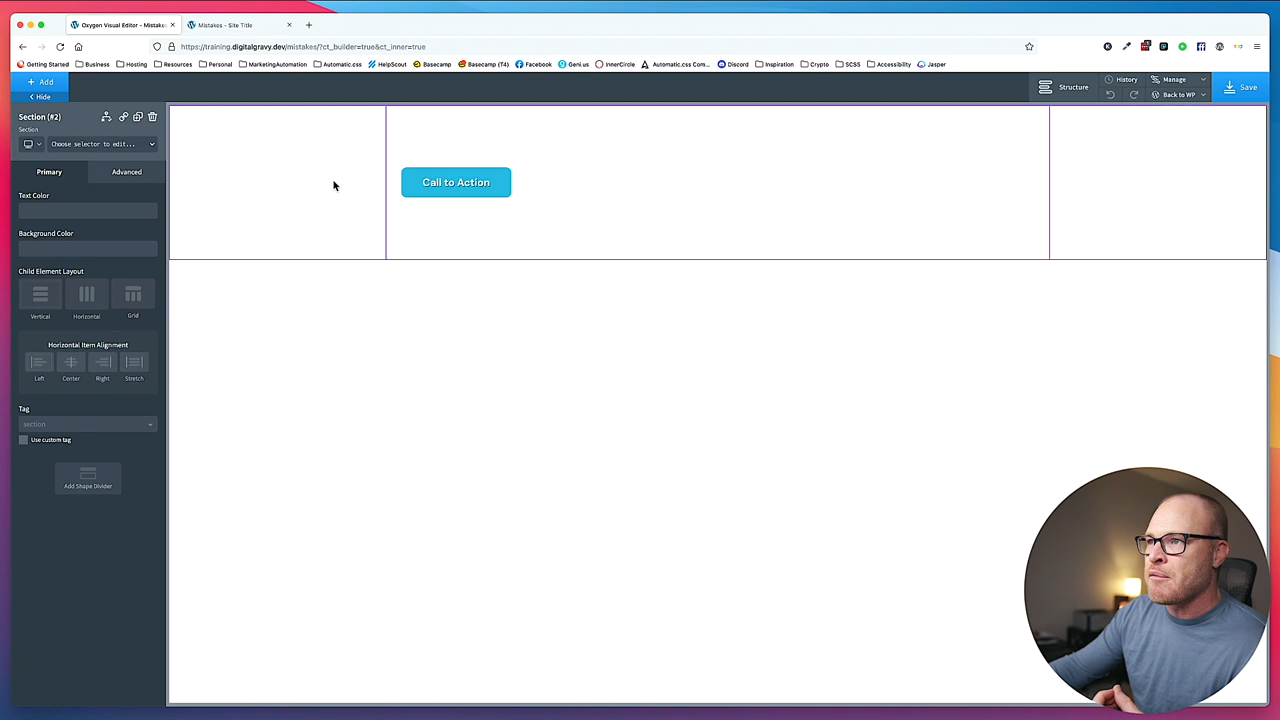 Oxygen Visual Editor - Mistake
Mistakes - Site Title
https://training.digitalgravy.dev/mistakes/?ct_builder=true&ct_inner=true
Getting Started Business Hosting Resources Personal MarketingAutomation Automatic.css HelpScout Basecamp Basecamp (T4) Facebook Geni.us InnerCircle Automatic.css Com... Discord Inspiration Crypto SCSS Accessibility Jasper
+ Add
Hide
Structure
History
Manage
Back to WP
Save
Section (#2)
Section
Choose selector to edit...
Primary
Advanced
Text Color
Background Color
Child Element Layout
Vertical
Horizontal
Grid
Horizontal Item Alignment
Left
Center
Right
Stretch
Tag
section
Use custom tag
Add Shape Divider
Call to Action